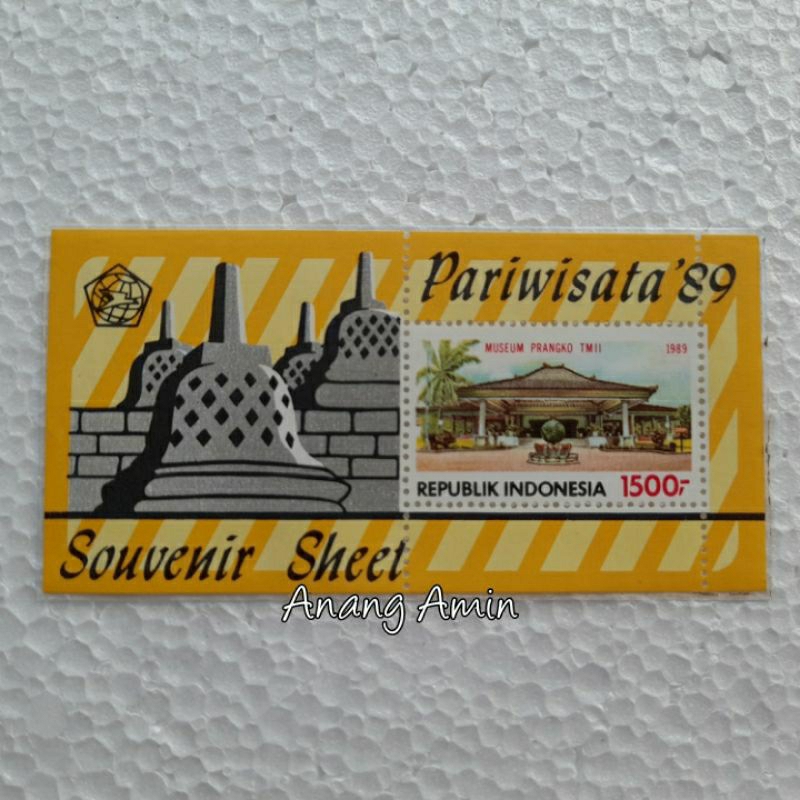 Pariwisata '89
MUSEUM PRANGKO TMII 1989
REPUBLIK INDONESIA 1500,-
Souvenir Sheet
Anang Amin